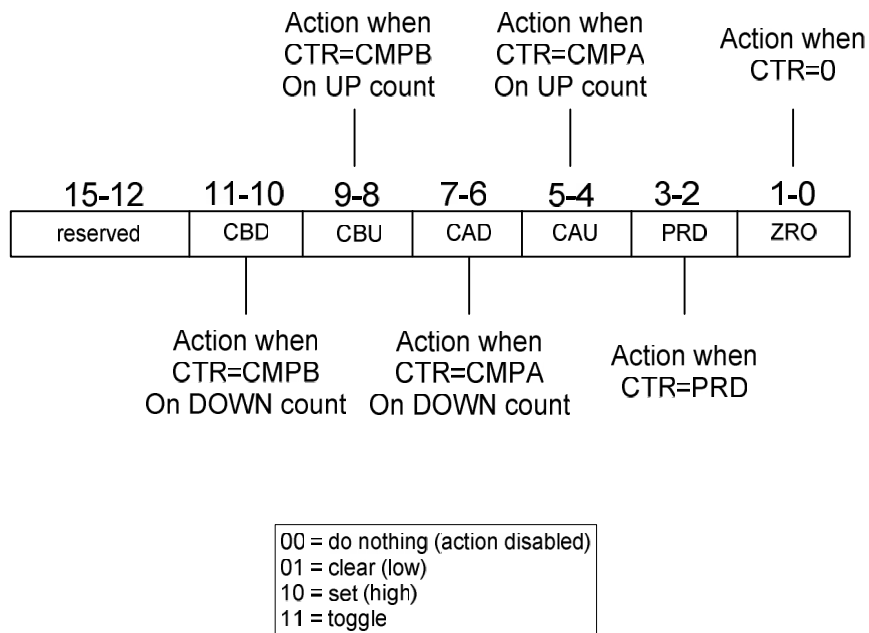 Action when
CTR=CMPB
On UP count
Action when
CTR=CMPA
On UP count
Action when
CTR=0
15-12 11-10 9-8 7-6 5-4 3-2 1-0
reserved CBD CBU CAD CAU PRD ZRO
Action when
CTR=CMPB
On DOWN count
Action when
CTR=CMPA
On DOWN count
Action when
CTR=PRD
00 = do nothing (action disabled)
01 = clear (low)
10 = set (high)
11 = toggle